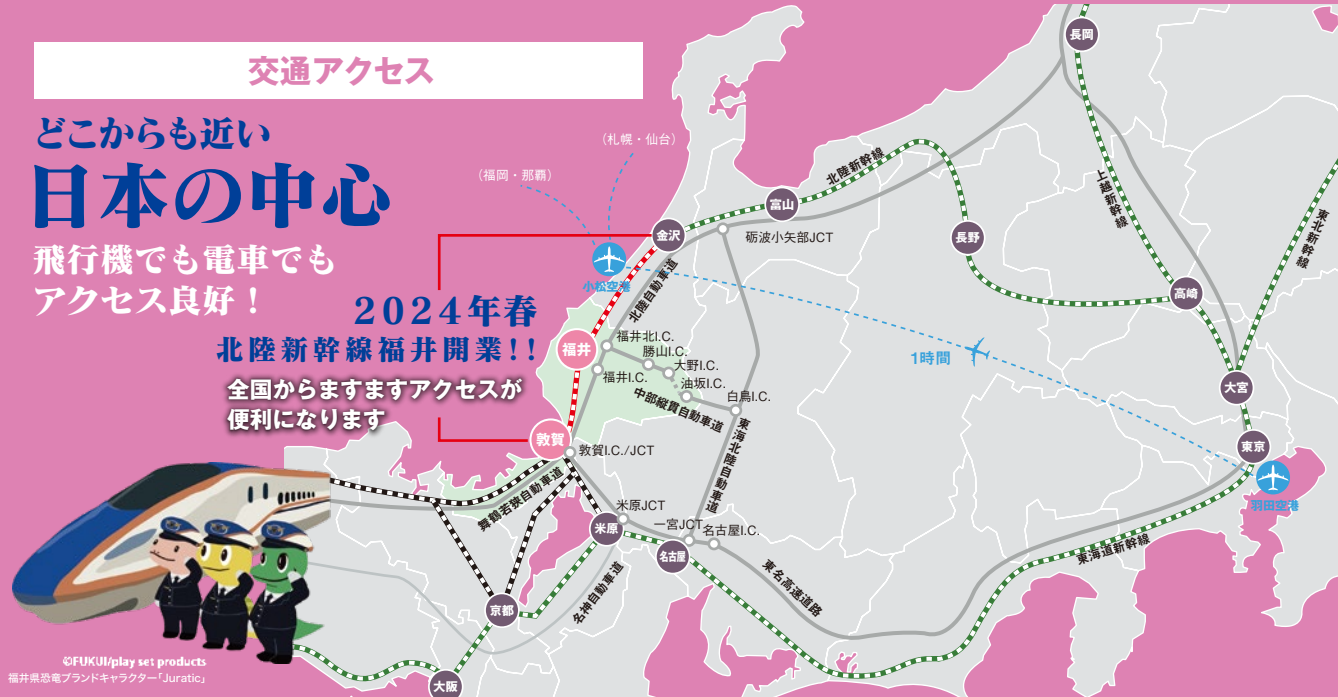 交通アクセス
どこからも近い
日本の中心
飛行機でも電車でも
アクセス良好！
2024年春
北陸新幹線福井開業!!
全国からますますアクセスが
便利になります
（札幌・仙台）
（福岡・那覇）
小松空港
金沢
富山
北陸新幹線
長野
長岡
上越新幹線
東北新幹線
高崎
大宮
東京
羽田空港
1時間
砺波小矢部JCT
北陸自動車道
福井
福井北I.C.
勝山I.C.
大野I.C.
福井I.C.
油坂I.C.
中部縦貫自動車道
白鳥I.C.
東海北陸自動車道
敦賀
敦賀I.C./JCT
舞鶴若狭自動車道
米原JCT
米原
一宮JCT
名古屋I.C.
名古屋
東名高速道路
東海道新幹線
名神自動車道
京都
大阪
©FUKUI/play set products
福井県恐竜ブランドキャラクター「Juratic」